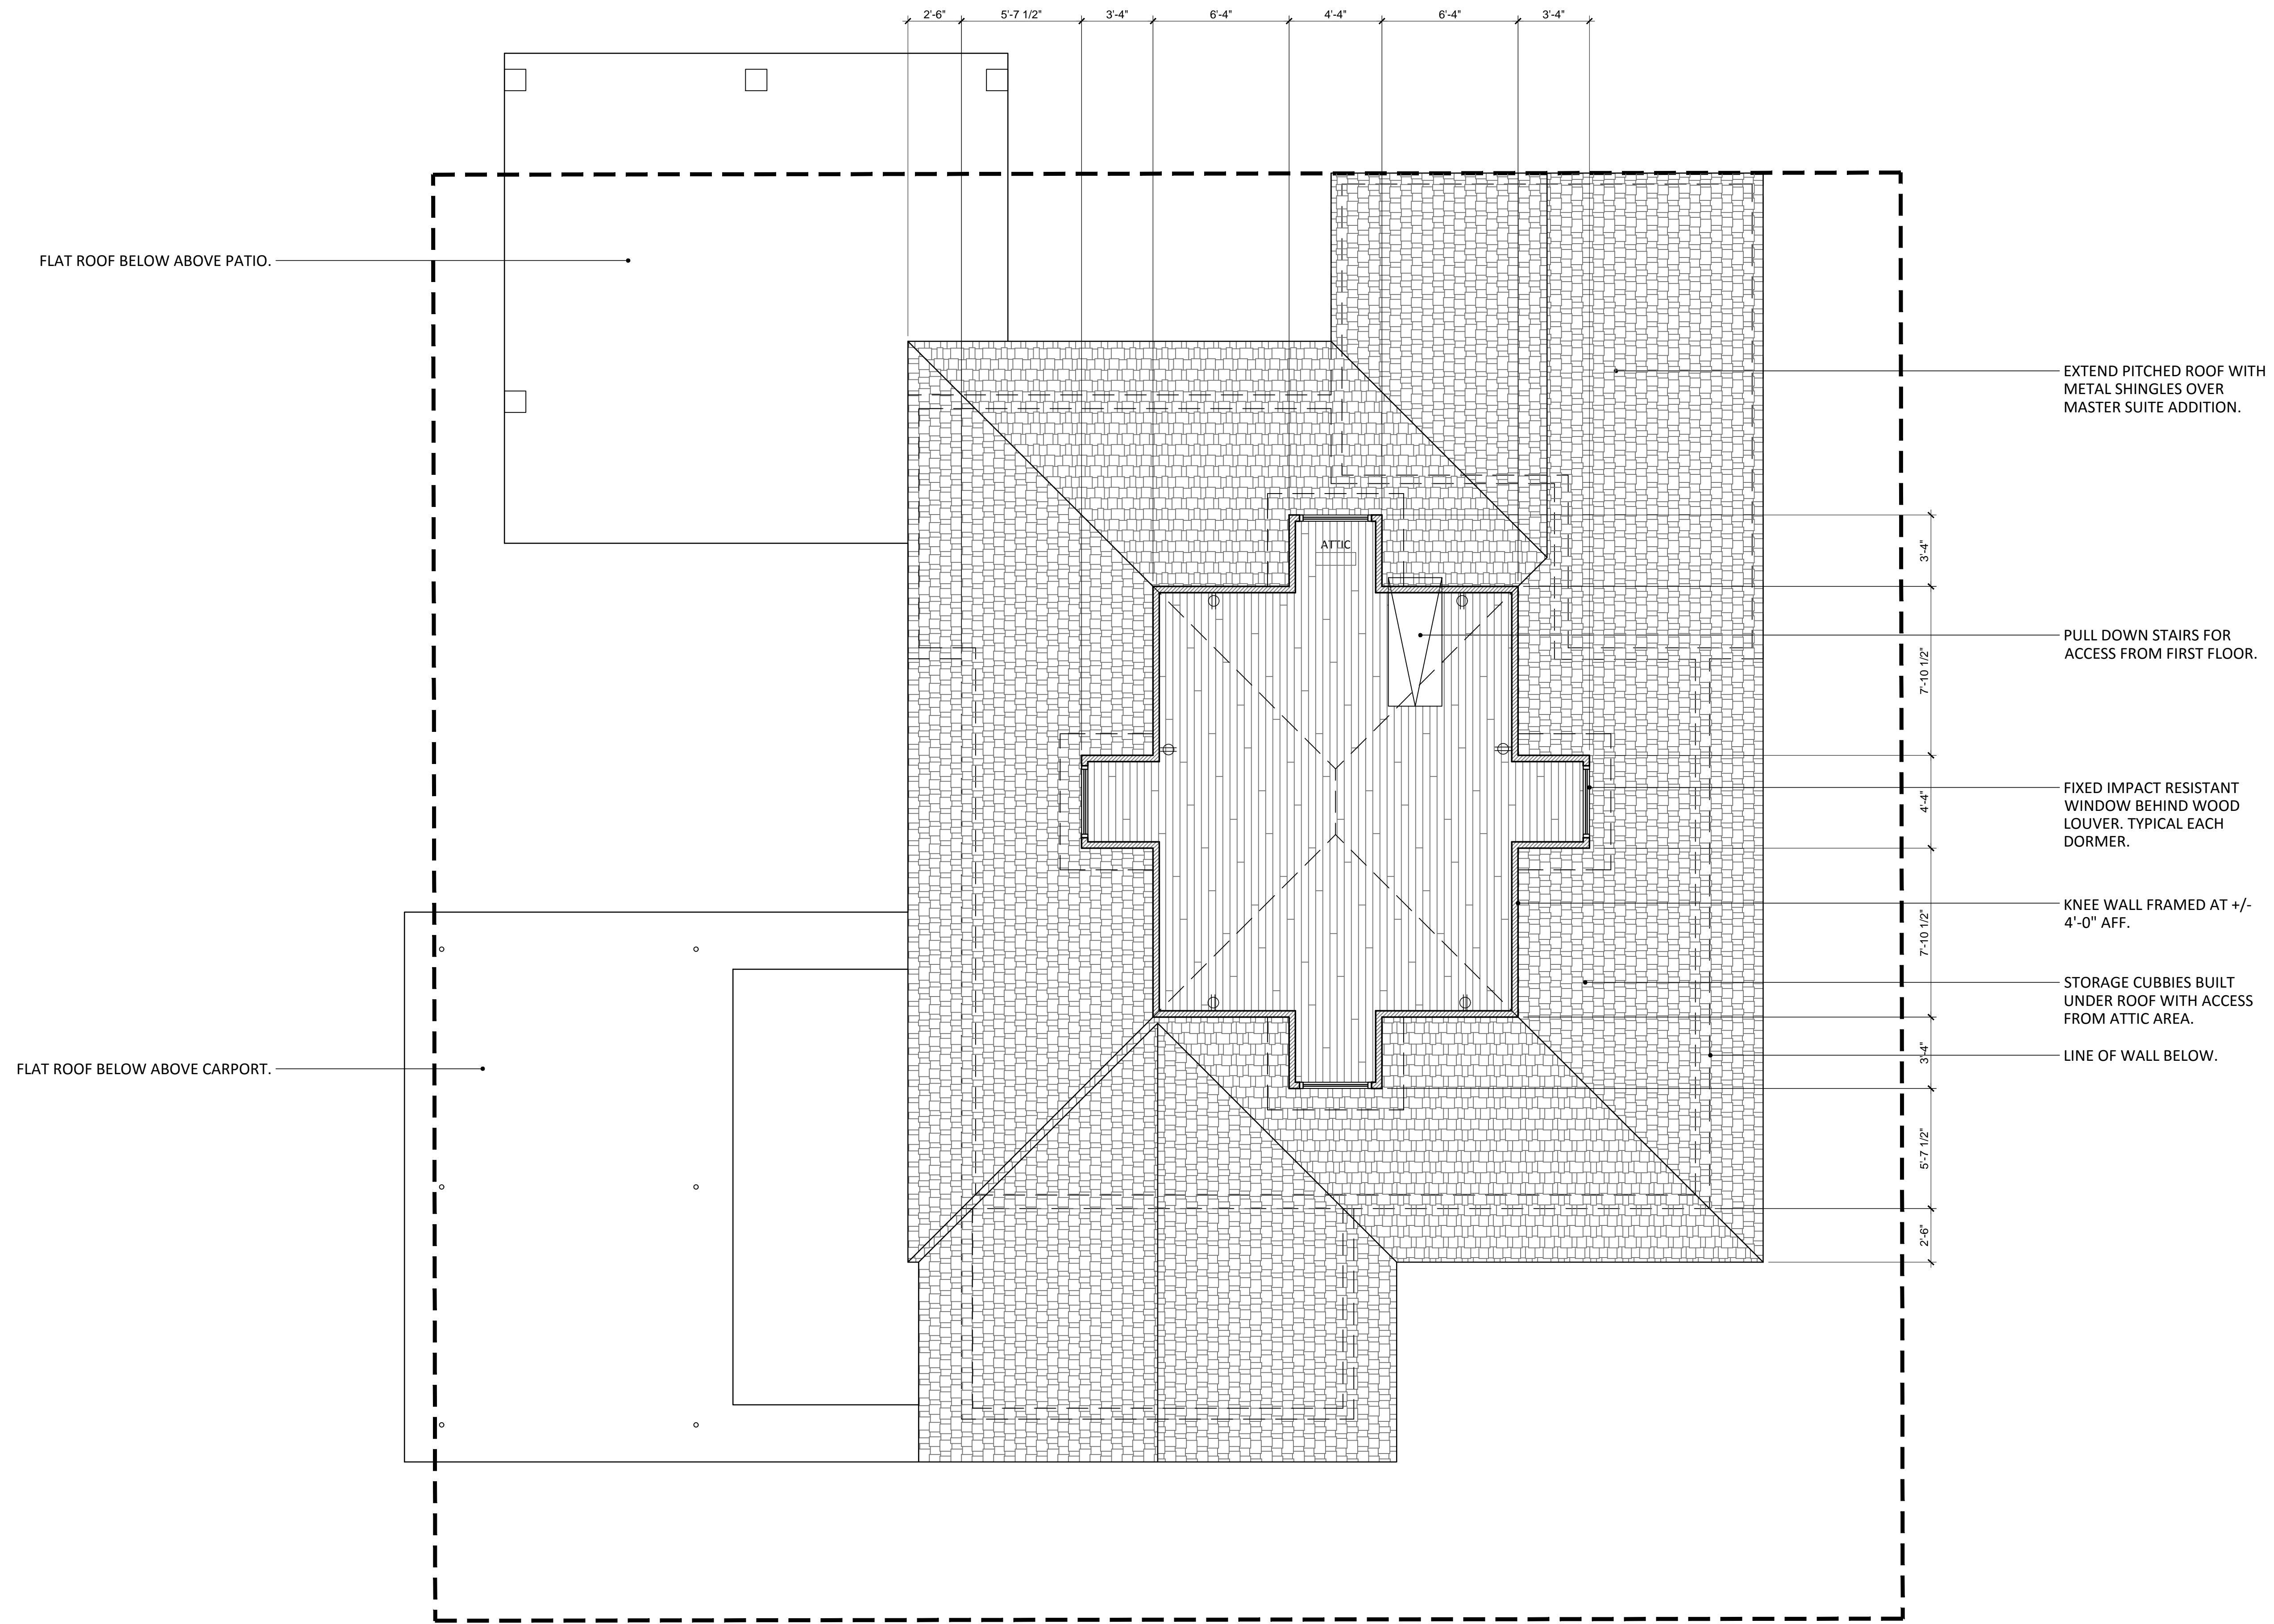 2'-6" 5'-7 1/2" 3'-4" 6'-4" 4'-4" 6'-4" 3'-4"
FLAT ROOF BELOW ABOVE PATIO.
EXTEND PITCHED ROOF WITH
METAL SHINGLES OVER
MASTER SUITE ADDITION.
ATTIC
3'-4"
PULL DOWN STAIRS FOR
ACCESS FROM FIRST FLOOR.
7'-10 1/2"
FIXED IMPACT RESISTANT
WINDOW BEHIND WOOD
LOUVER. TYPICAL EACH
DORMER.
4'-4"
KNEE WALL FRAMED AT +/-
4'-0" AFF.
7'-10 1/2"
STORAGE CUBBIES BUILT
UNDER ROOF WITH ACCESS
FROM ATTIC AREA.
3'-4"
LINE OF WALL BELOW.
FLAT ROOF BELOW ABOVE CARPORT.
5'-7 1/2"
2'-6"